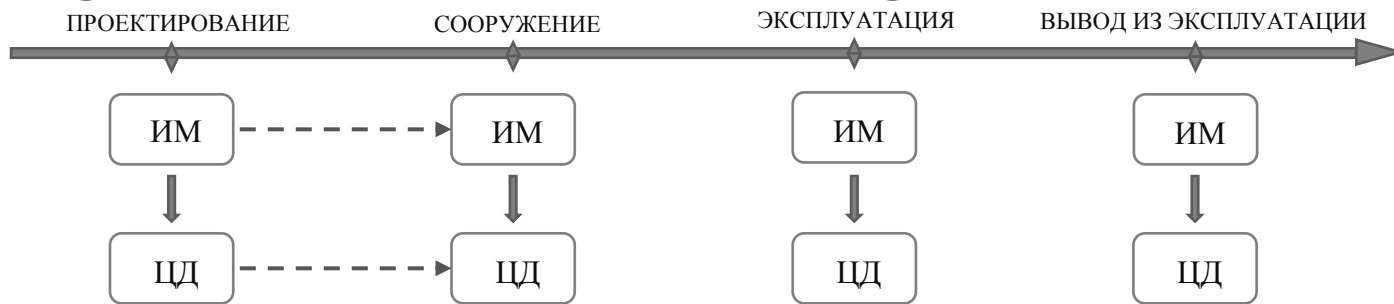 ПРОЕКТИРОВАНИЕ СООРУЖЕНИЕ ЭКСПЛУАТАЦИЯ ВЫВОД ИЗ ЭКСПЛУАТАЦИИ
ИМ ИМ ИМ ИМ
ЦД ЦД ЦД ЦД